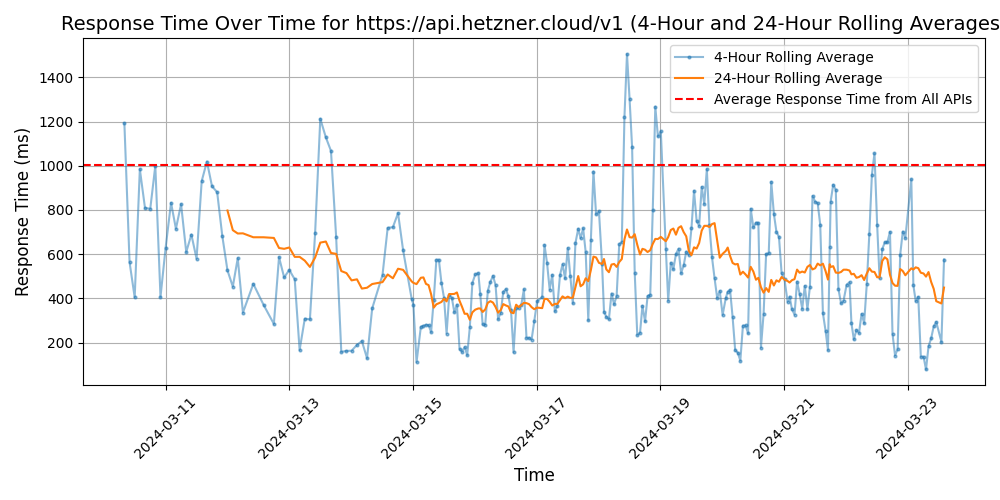 Response Time Over Time for https://api.hetzner.cloud/v1 (4-Hour and 24-Hour Rolling Averages
4-Hour Rolling Average
24-Hour Rolling Average
Average Response Time from All APIs
Response Time (ms)
1400
1200
1000
800
600
400
200
2024-03-11
2024-03-13
2024-03-15
2024-03-17
2024-03-19
2024-03-21
2024-03-23
Time